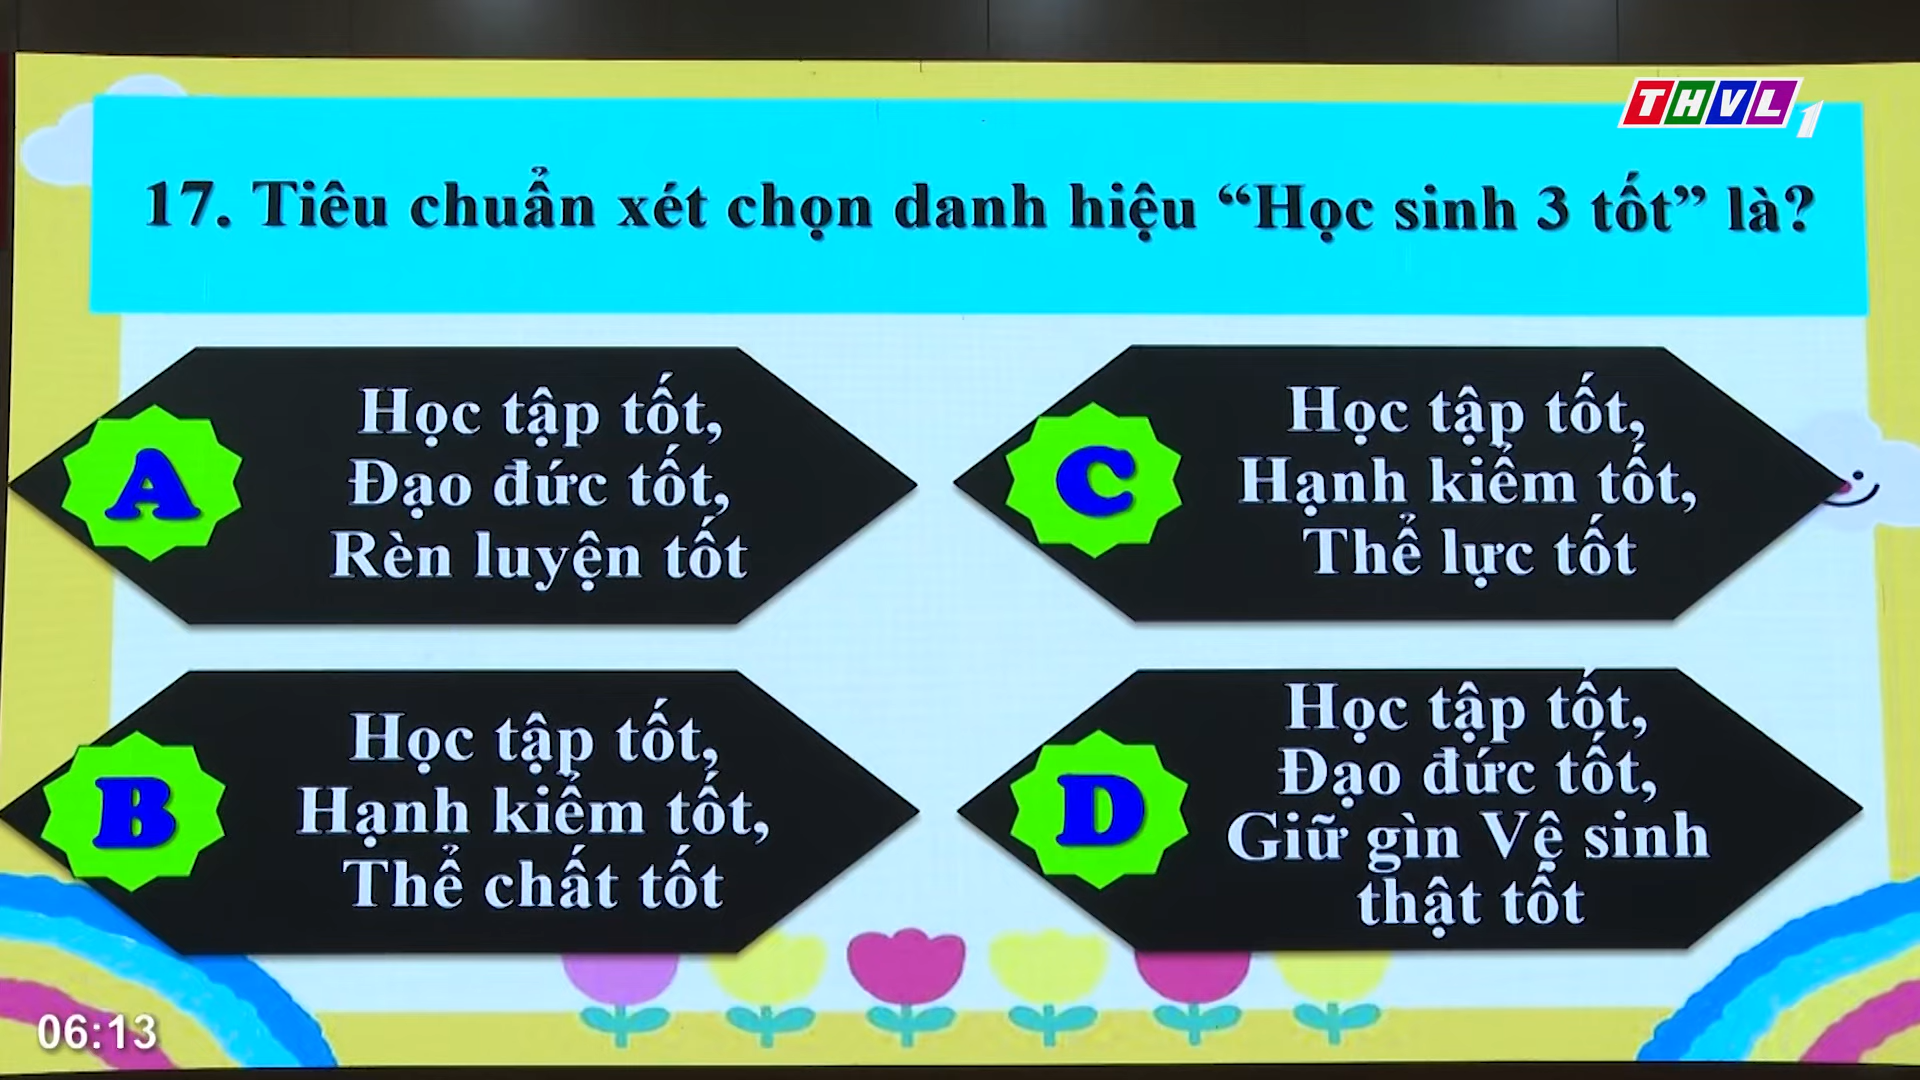 THVL1
17. Tiêu chuẩn xét chọn danh hiệu “Học sinh 3 tốt” là?
A
Học tập tốt,
Đạo đức tốt,
Rèn luyện tốt
B
Học tập tốt,
Hạnh kiểm tốt,
Thể chất tốt
C
Học tập tốt,
Hạnh kiểm tốt,
Thể lực tốt
D
Học tập tốt,
Đạo đức tốt,
Giữ gìn Vệ sinh
thật tốt
06:13